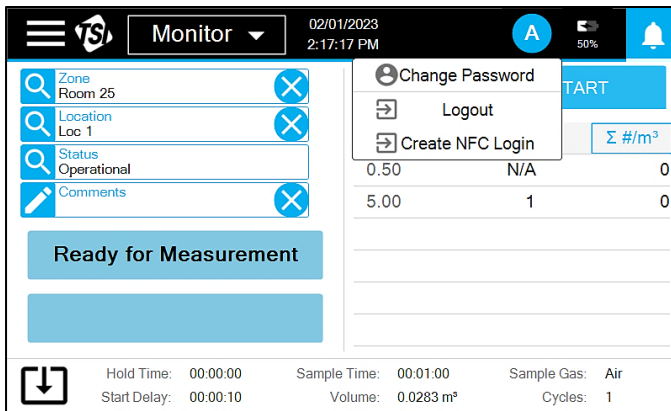 TSI Monitor 02/01/2023 A 50%
2:17:17 PM
Zone
Room 25
Location
Loc 1
Status
Operational
Comments
Ready for Measurement
Change Password
Logout
Create NFC Login
TART
Σ #/m³
0.50 N/A 0
5.00 1 0
Hold Time: 00:00:00 Sample Time: 00:01:00 Sample Gas: Air
Start Delay: 00:00:10 Volume: 0.0283 m³ Cycles: 1